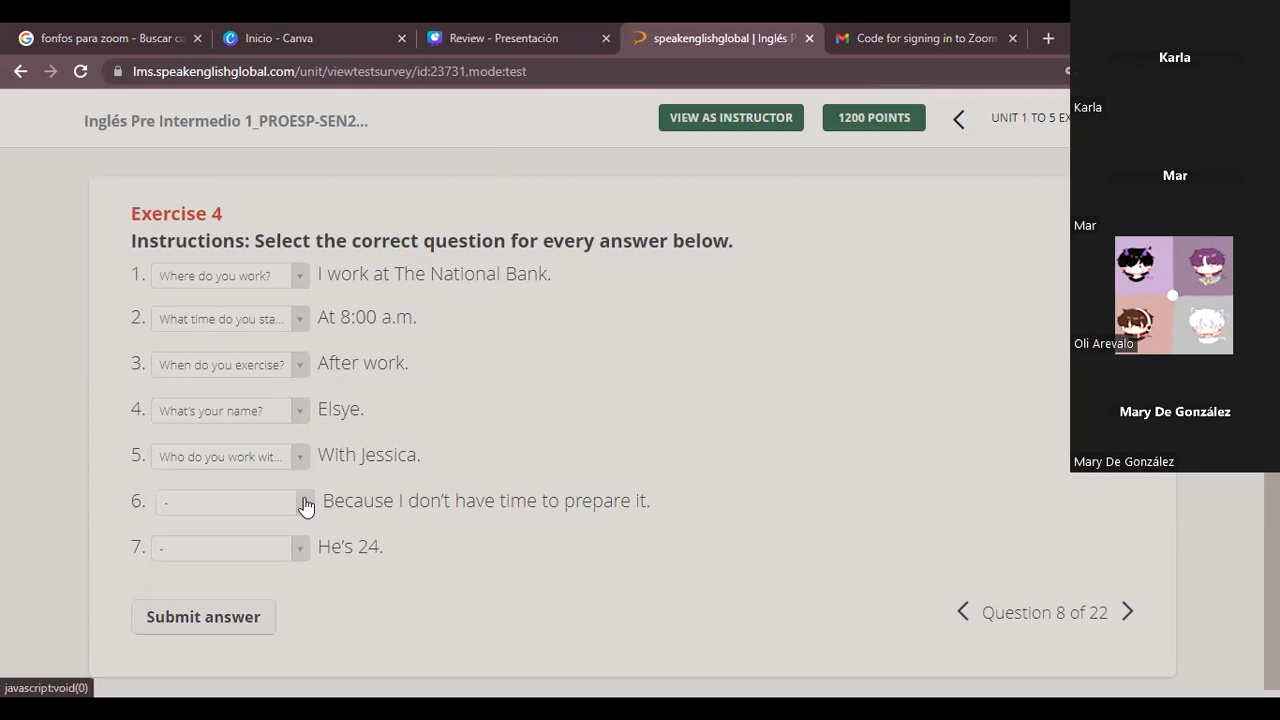 fonfos para zoom - Buscar co
Inicio - Canva
Review - Presentación
speakenglishglobal | Inglés P
Code for signing in to Zoom
lms.speakenglishglobal.com/unit/viewtestsurvey/id:23731,mode:test
Inglés Pre Intermedio 1_PROESP-SEN2...
VIEW AS INSTRUCTOR
1200 POINTS
UNIT 1 TO 5 EX
Exercise 4
Instructions: Select the correct question for every answer below.
1. Where do you work? I work at The National Bank.
2. What time do you sta... At 8:00 a.m.
3. When do you exercise? After work.
4. What's your name? Elsye.
5. Who do you work wit... With Jessica.
6. - Because I don't have time to prepare it.
7. - He's 24.
Submit answer
Question 8 of 22
javascript:void(0)
Karla
Karla
Mar
Mar
Oli Arevalo
Mary De González
Mary De González